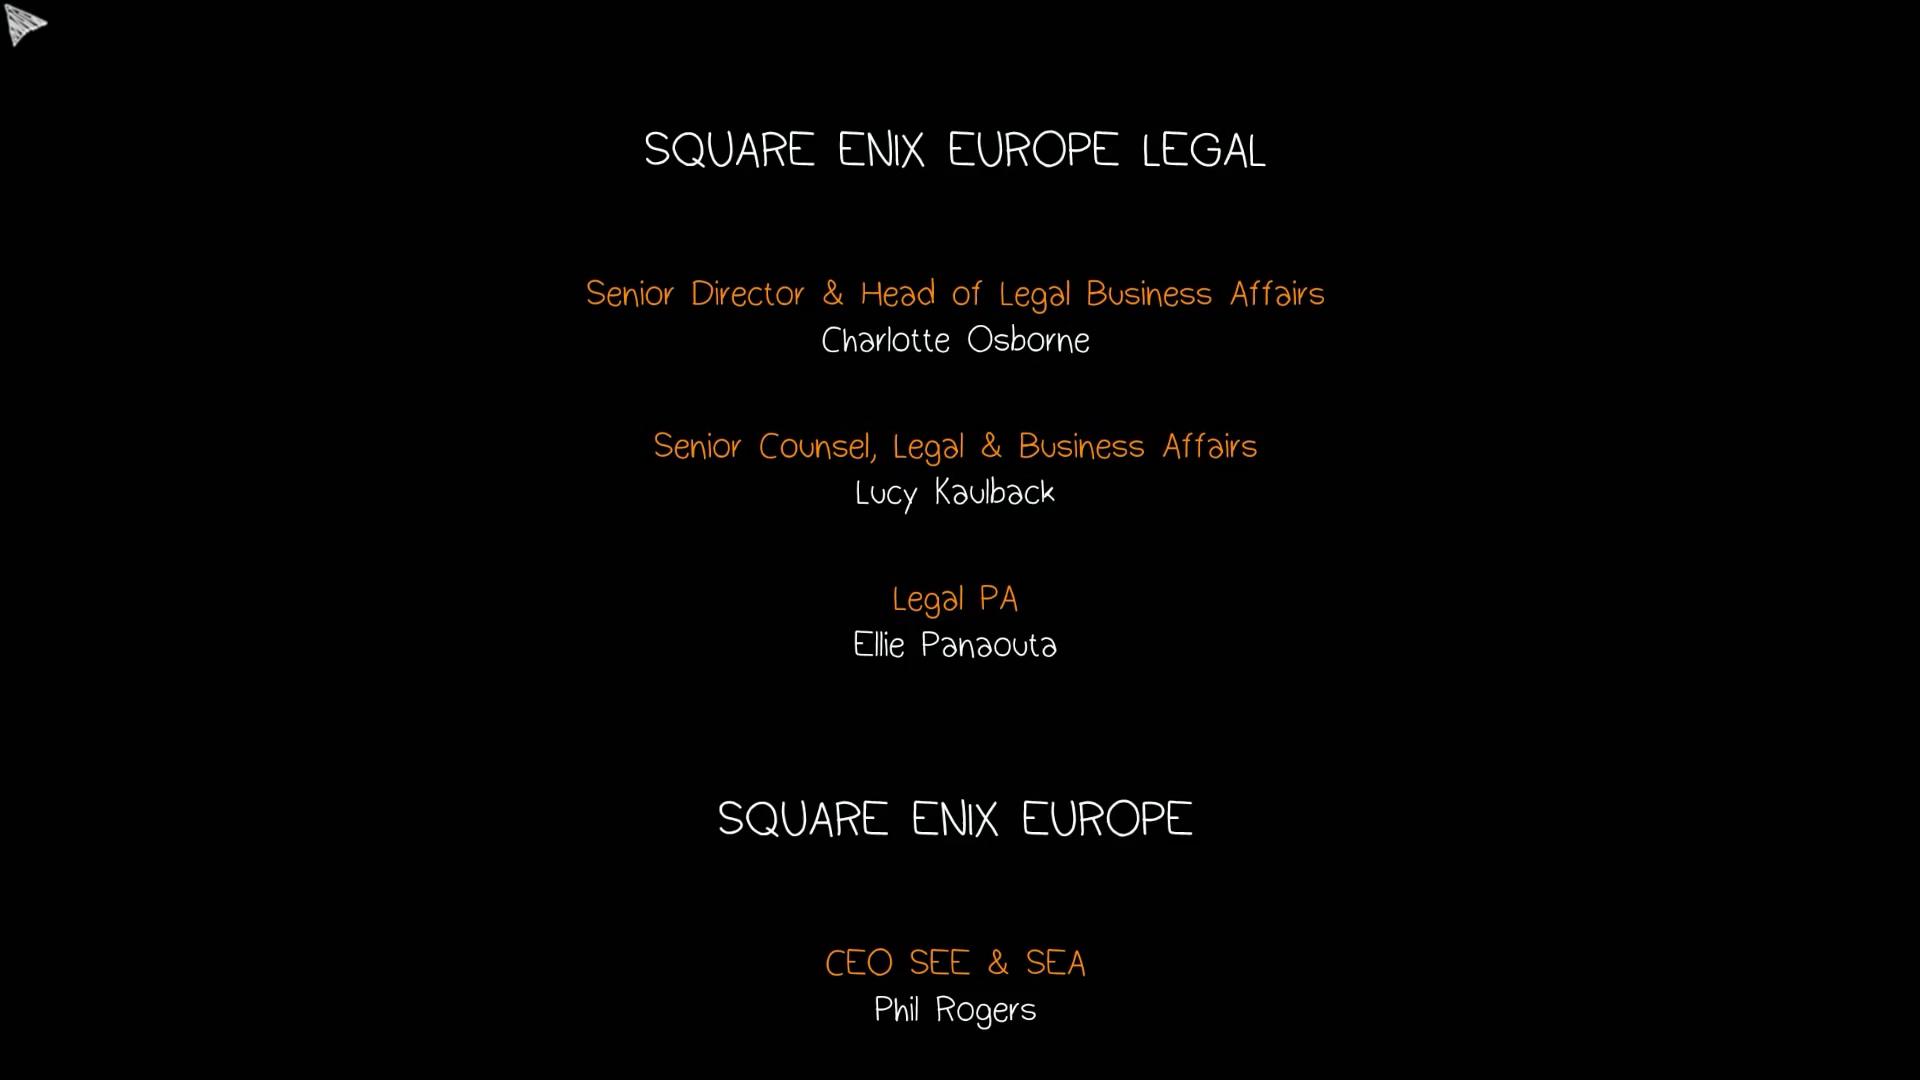 SQUARE ENIX EUROPE LEGAL
Senior Director & Head of Legal Business Affairs
Charlotte Osborne
Senior Counsel, Legal & Business Affairs
Lucy Kaulback
Legal PA
Ellie Panaouta
SQUARE ENIX EUROPE
CEO SEE & SEA
Phil Rogers